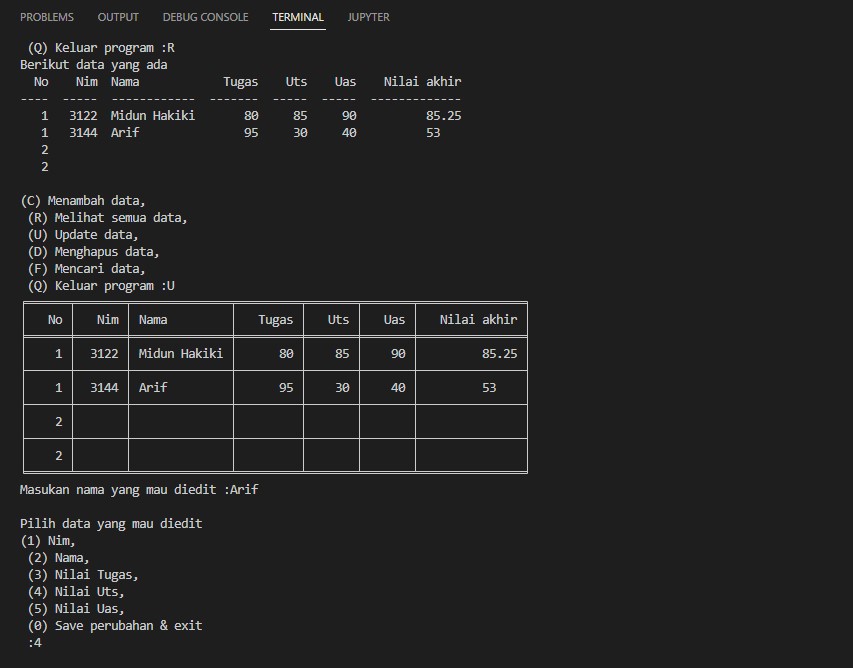 PROBLEMS OUTPUT DEBUG CONSOLE TERMINAL JUPYTER
(Q) Keluar program :R
Berikut data yang ada
No Nim Nama Tugas Uts Uas Nilai akhir
---- ----- ------------ ------- ----- ----- -------------
1 3122 Midun Hakiki 80 85 90 85.25
1 3144 Arif 95 30 40 53
2
2
(C) Menambah data,
(R) Melihat semua data,
(U) Update data,
(D) Menghapus data,
(F) Mencari data,
(Q) Keluar program :U
No Nim Nama Tugas Uts Uas Nilai akhir
1 3122 Midun Hakiki 80 85 90 85.25
1 3144 Arif 95 30 40 53
2
2
Masukan nama yang mau diedit :Arif
Pilih data yang mau diedit
(1) Nim,
(2) Nama,
(3) Nilai Tugas,
(4) Nilai Uts,
(5) Nilai Uas,
(0) Save perubahan & exit
:4